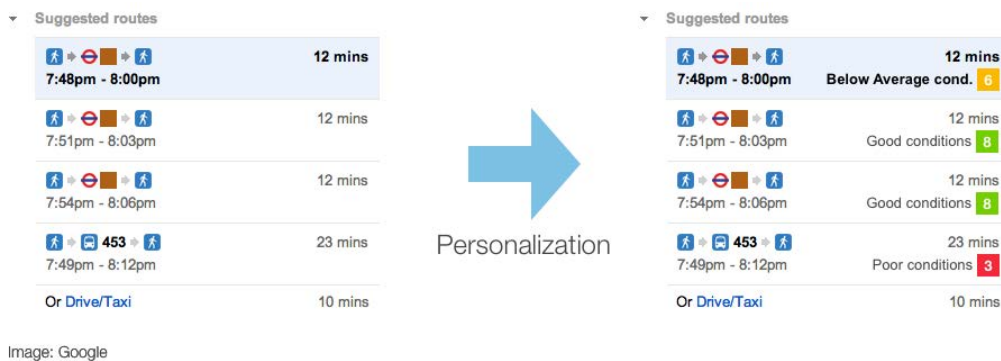 Suggested routes
12 mins
7:48pm - 8:00pm
12 mins
7:51pm - 8:03pm
12 mins
7:54pm - 8:06pm
453
23 mins
7:49pm - 8:12pm
Or Drive/Taxi 10 mins
Personalization
Suggested routes
12 mins
7:48pm - 8:00pm Below Average cond. 6
12 mins
7:51pm - 8:03pm Good conditions 8
12 mins
7:54pm - 8:06pm Good conditions 8
453 23 mins
7:49pm - 8:12pm Poor conditions 3
Or Drive/Taxi 10 mins
Image: Google